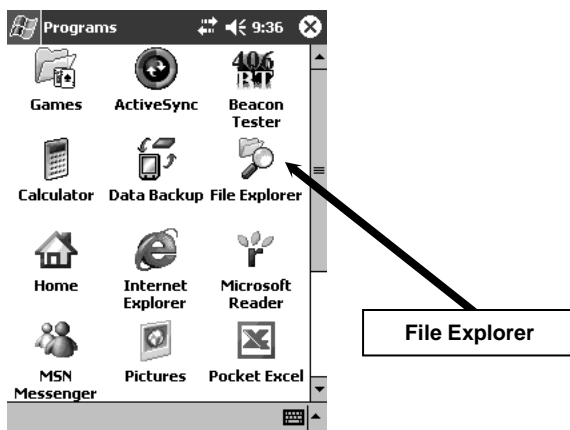 Programs 9:36
406
BT
Games ActiveSync Beacon
Tester
Calculator Data Backup File Explorer
Home Internet
Explorer Microsoft
Reader
MSN
Messenger Pictures Pocket Excel
File Explorer